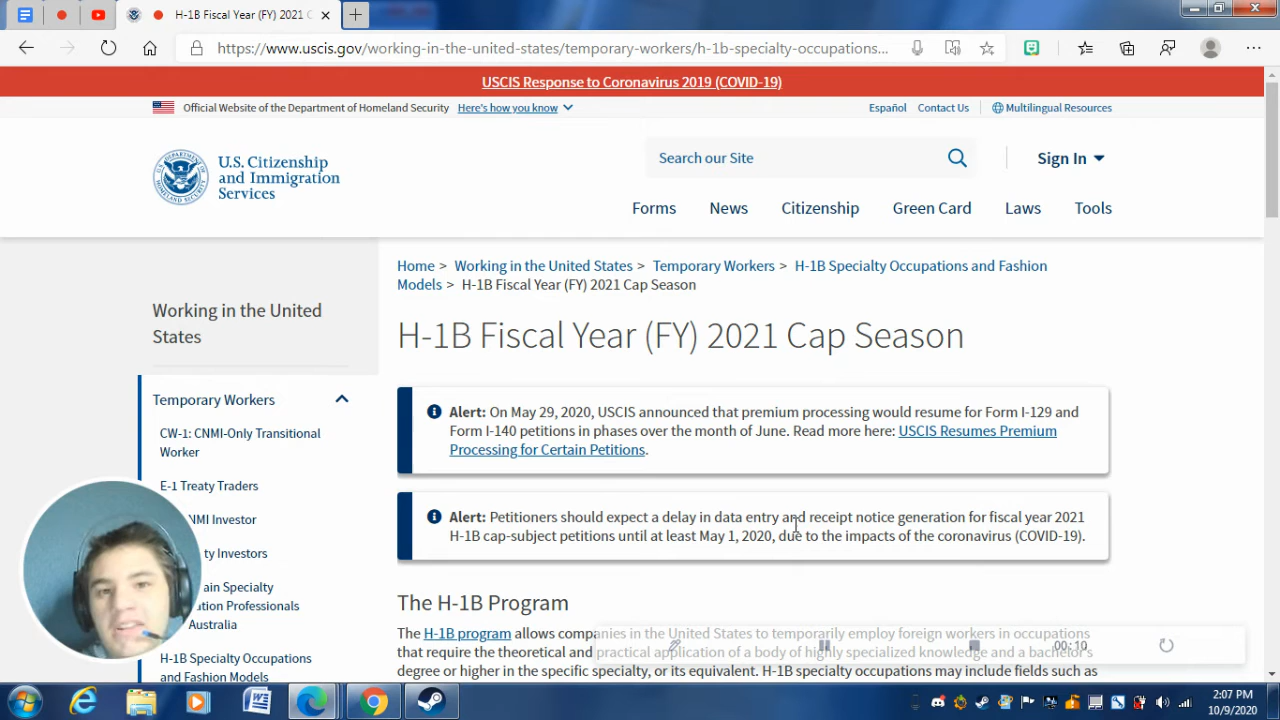 H-1B Fiscal Year (FY) 2021 C
https://www.uscis.gov/working-in-the-united-states/temporary-workers/h-1b-specialty-occupations...
USCIS Response to Coronavirus 2019 (COVID-19)
Official Website of the Department of Homeland Security Here's how you know
Español Contact Us Multilingual Resources
U.S. Citizenship
and Immigration
Services
Search our Site
Sign In
Forms News Citizenship Green Card Laws Tools
Home > Working in the United States > Temporary Workers > H-1B Specialty Occupations and Fashion
Models > H-1B Fiscal Year (FY) 2021 Cap Season
Working in the United
States
Temporary Workers
CW-1: CNMI-Only Transitional
Worker
E-1 Treaty Traders
NMI Investor
ty Investors
ain Specialty
tion Professionals
Australia
H-1B Specialty Occupations
and Fashion Models
H-1B Fiscal Year (FY) 2021 Cap Season
Alert: On May 29, 2020, USCIS announced that premium processing would resume for Form I-129 and
Form I-140 petitions in phases over the month of June. Read more here: USCIS Resumes Premium
Processing for Certain Petitions.
Alert: Petitioners should expect a delay in data entry and receipt notice generation for fiscal year 2021
H-1B cap-subject petitions until at least May 1, 2020, due to the impacts of the coronavirus (COVID-19).
The H-1B Program
The H-1B program allows companies in the United States to temporarily employ foreign workers in occupations
that require the theoretical and practical application of a body of highly specialized knowledge and a bachelor's
degree or higher in the specific specialty, or its equivalent. H-1B specialty occupations may include fields such as
00:19
2:07 PM
10/9/2020